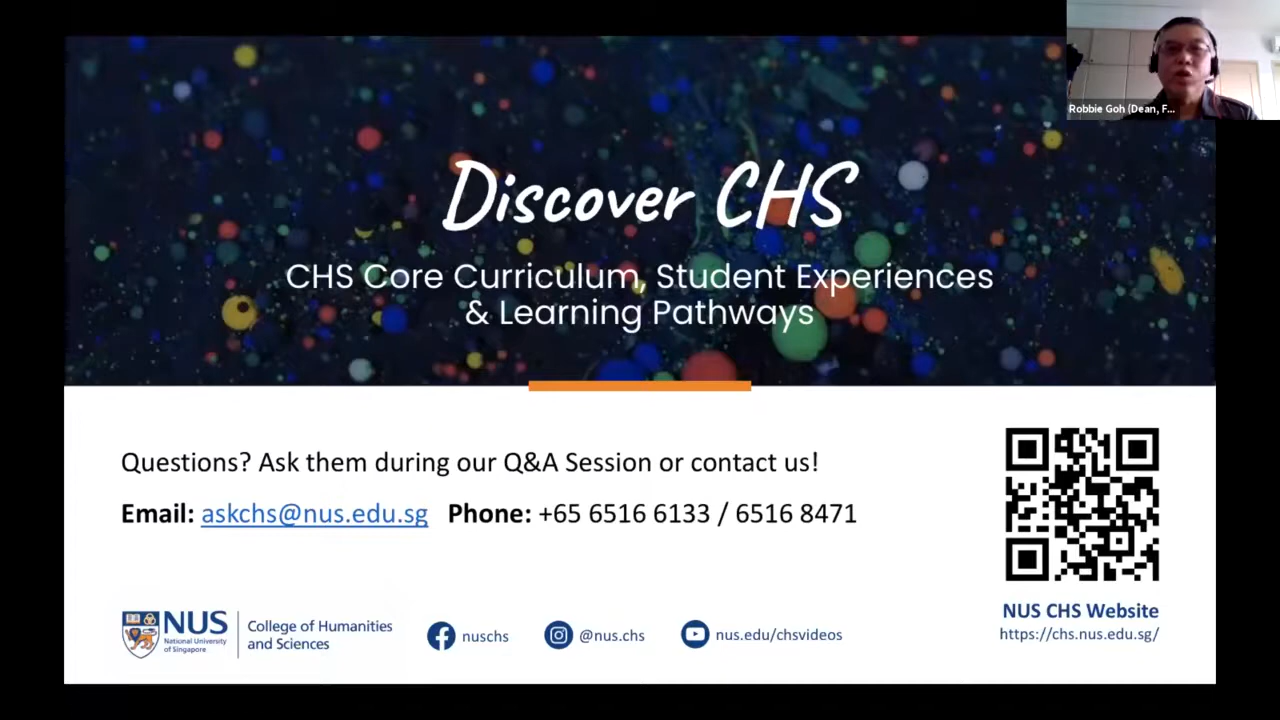 Robbie Goh (Dean, F...
Discover CHS
CHS Core Curriculum, Student Experiences
& Learning Pathways
Questions? Ask them during our Q&A Session or contact us!
Email: askchs@nus.edu.sg Phone: +65 6516 6133 / 6516 8471
NUS
National University
of Singapore
College of Humanities
and Sciences
nuschs
@nus.chs
nus.edu/chsvideos
NUS CHS Website
https://chs.nus.edu.sg/